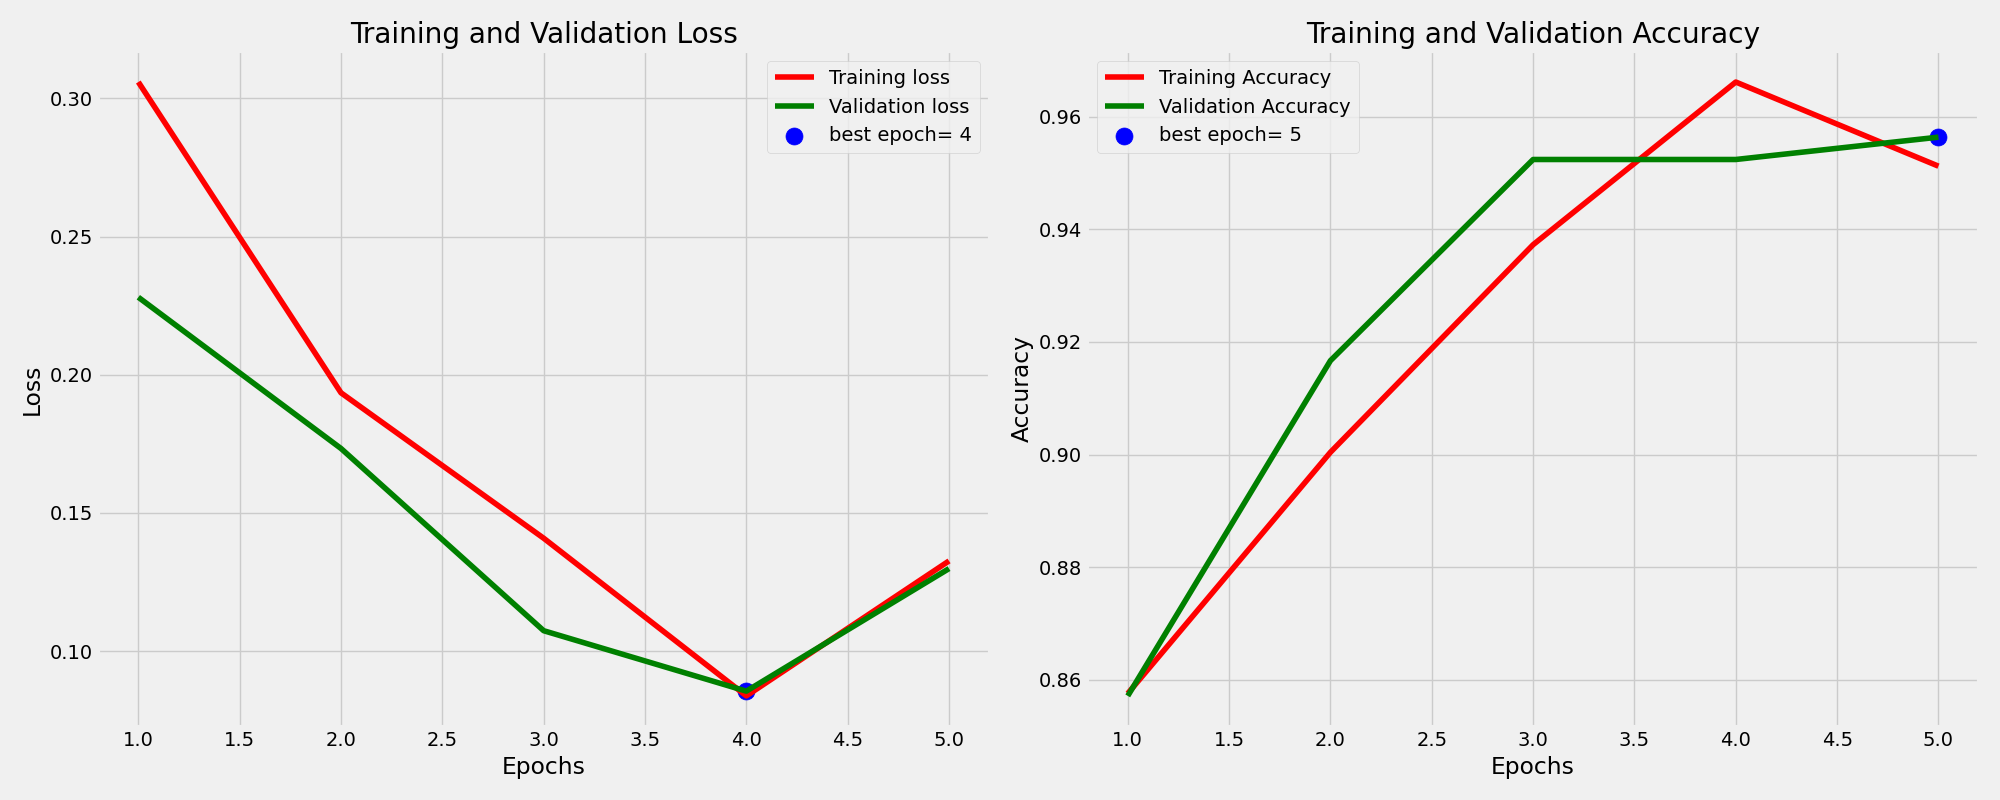 Training and Validation Loss
Training loss
Validation loss
best epoch= 4
0.30
0.25
0.20
0.15
0.10
Loss
1.0 1.5 2.0 2.5 3.0 3.5 4.0 4.5 5.0
Epochs
Training and Validation Accuracy
Training Accuracy
Validation Accuracy
best epoch= 5
0.96
0.94
0.92
0.90
0.88
0.86
Accuracy
1.0 1.5 2.0 2.5 3.0 3.5 4.0 4.5 5.0
Epochs